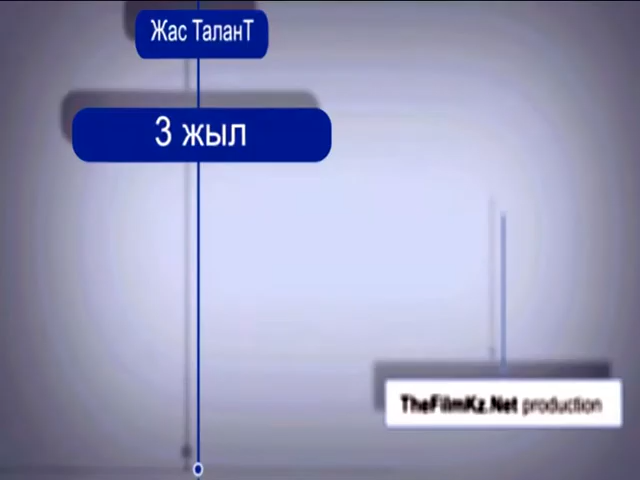 Жас ТаланТ
3 жыл
TheFilmKz.Net production